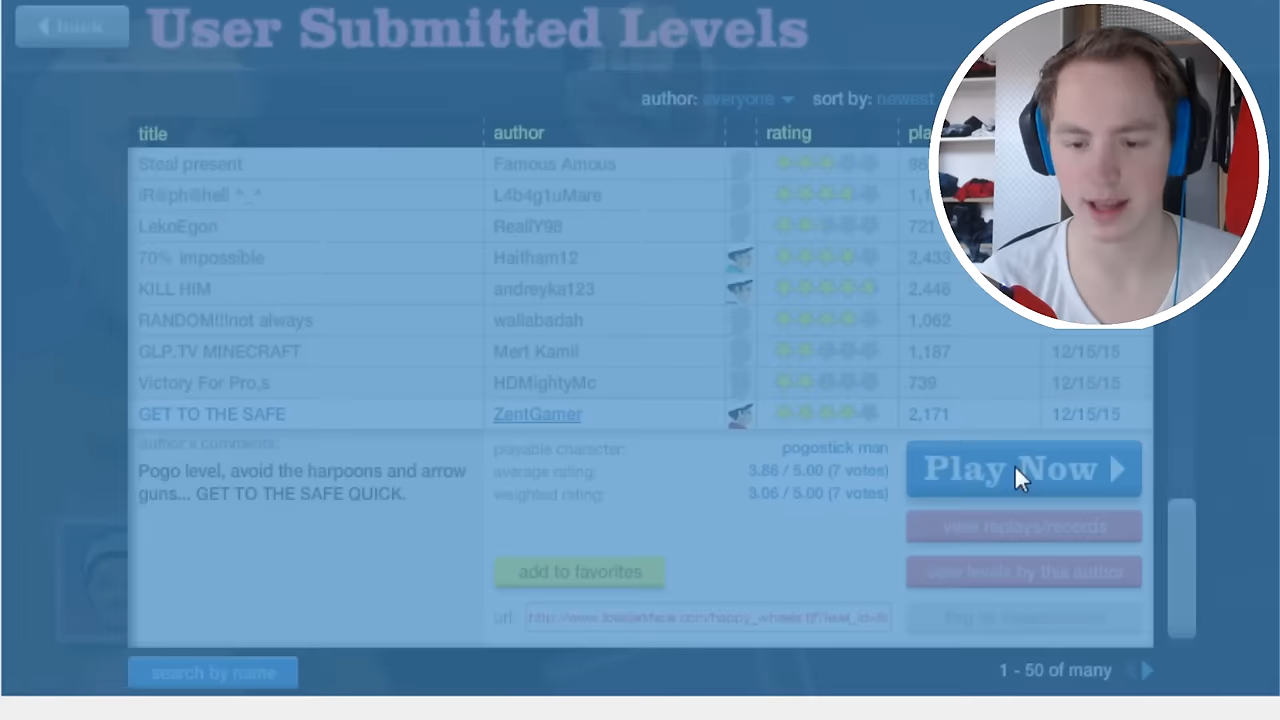 back
User Submitted Levels
author: everyone sort by: newest
title author rating pla
Steal present Famous Amous 98
L4b4g1uMare 1,1
LekoEgon ReallY98 721
70% impossible Haitham12 2,433
KILL HIM andreyka123 2,446
RANDOM!!!not always wallabadah 1,062
GLP.TV MINECRAFT Mert Kamil 1,187 12/15/15
Victory For Pro,s HDMightyMc 739 12/15/15
GET TO THE SAFE ZentGamer 2,171 12/15/15
author's comments: playable character: pogostick man Play Now
Pogo level, avoid the harpoons and arrow average rating: 3.86 / 5.00 (7 votes)
guns... GET TO THE SAFE QUICK. weighted rating: 3.06 / 5.00 (7 votes)
view replays/records
add to favorites view levels by this author
url:
search by name 1 - 50 of many